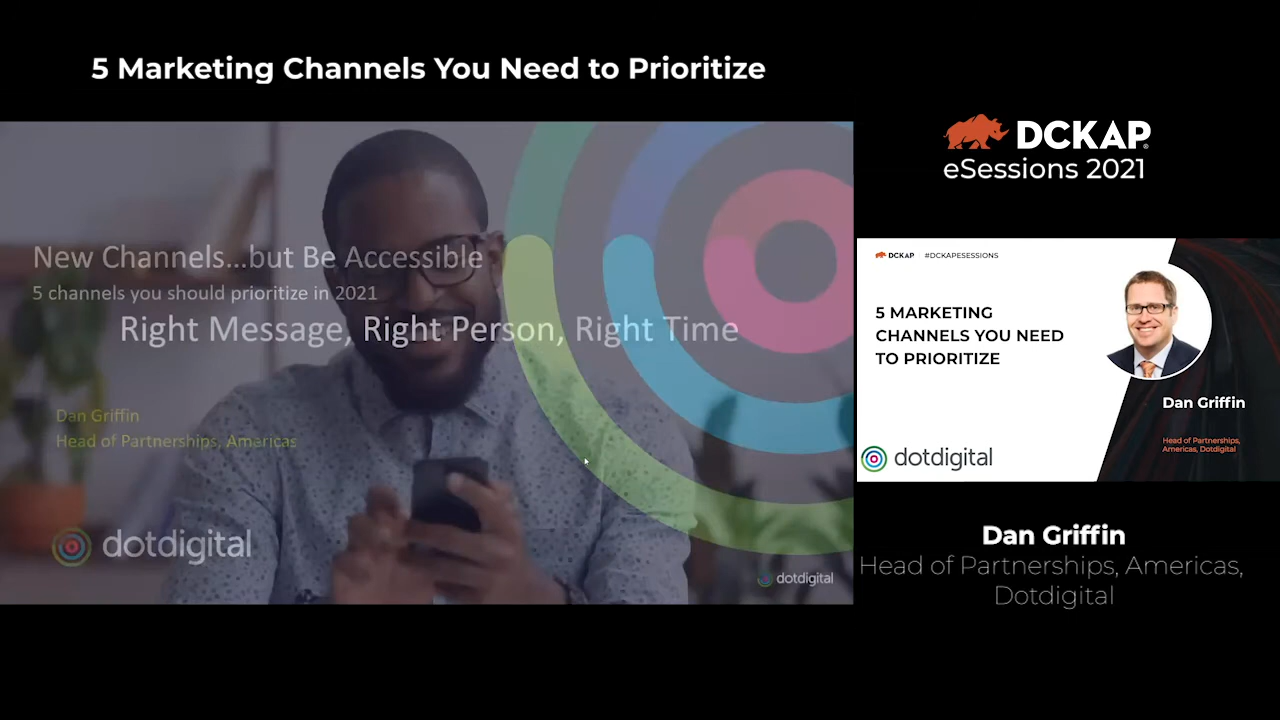 5 Marketing Channels You Need to Prioritize
New Channels...but Be Accessible
5 channels you should prioritize in 2021
Right Message, Right Person, Right Time
Dan Griffin
Head of Partnerships, Americas
dotdigital
dotdigital
DCKAP
eSessions 2021
DCKAP #DCKAPESESSIONS
5 MARKETING
CHANNELS YOU NEED
TO PRIORITIZE
Dan Griffin
Head of Partnerships,
Americas, Dotdigital
dotdigital
Dan Griffin
Head of Partnerships, Americas,
Dotdigital